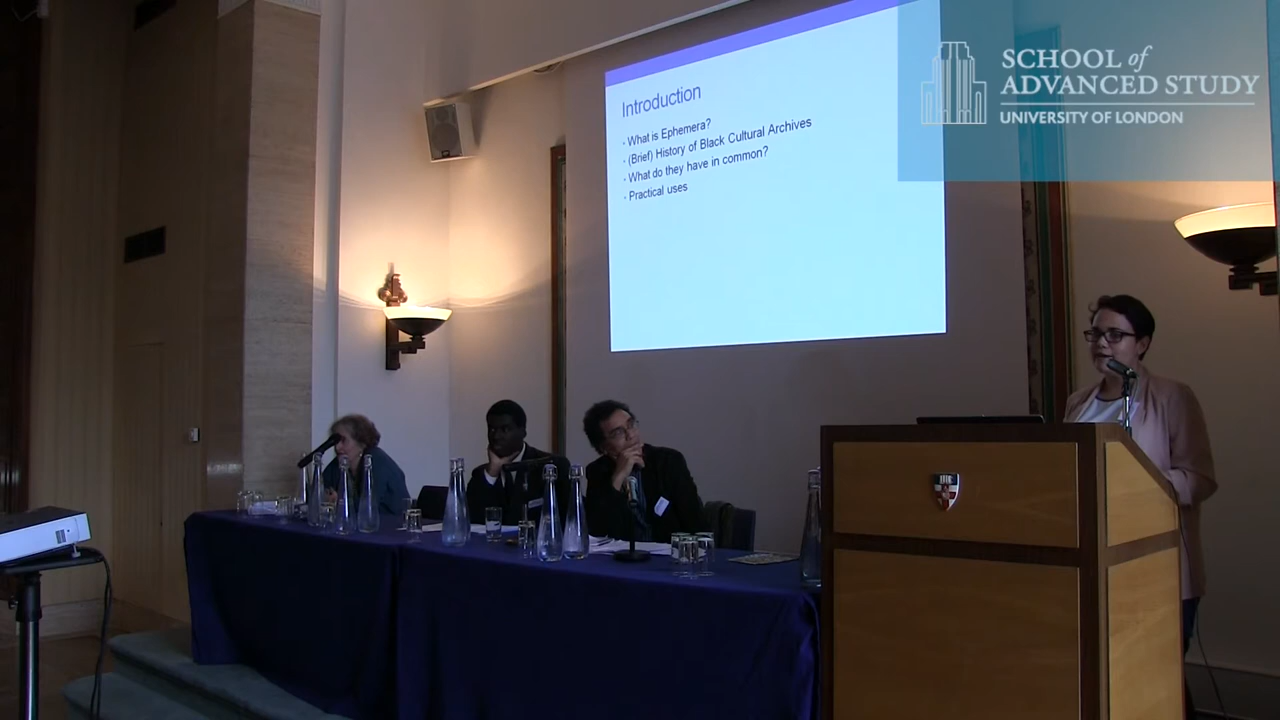 Introduction
· What is Ephemera?
· (Brief) History of Black Cultural Archives
· What do they have in common?
· Practical uses
SCHOOL of
ADVANCED STUDY
UNIVERSITY OF LONDON